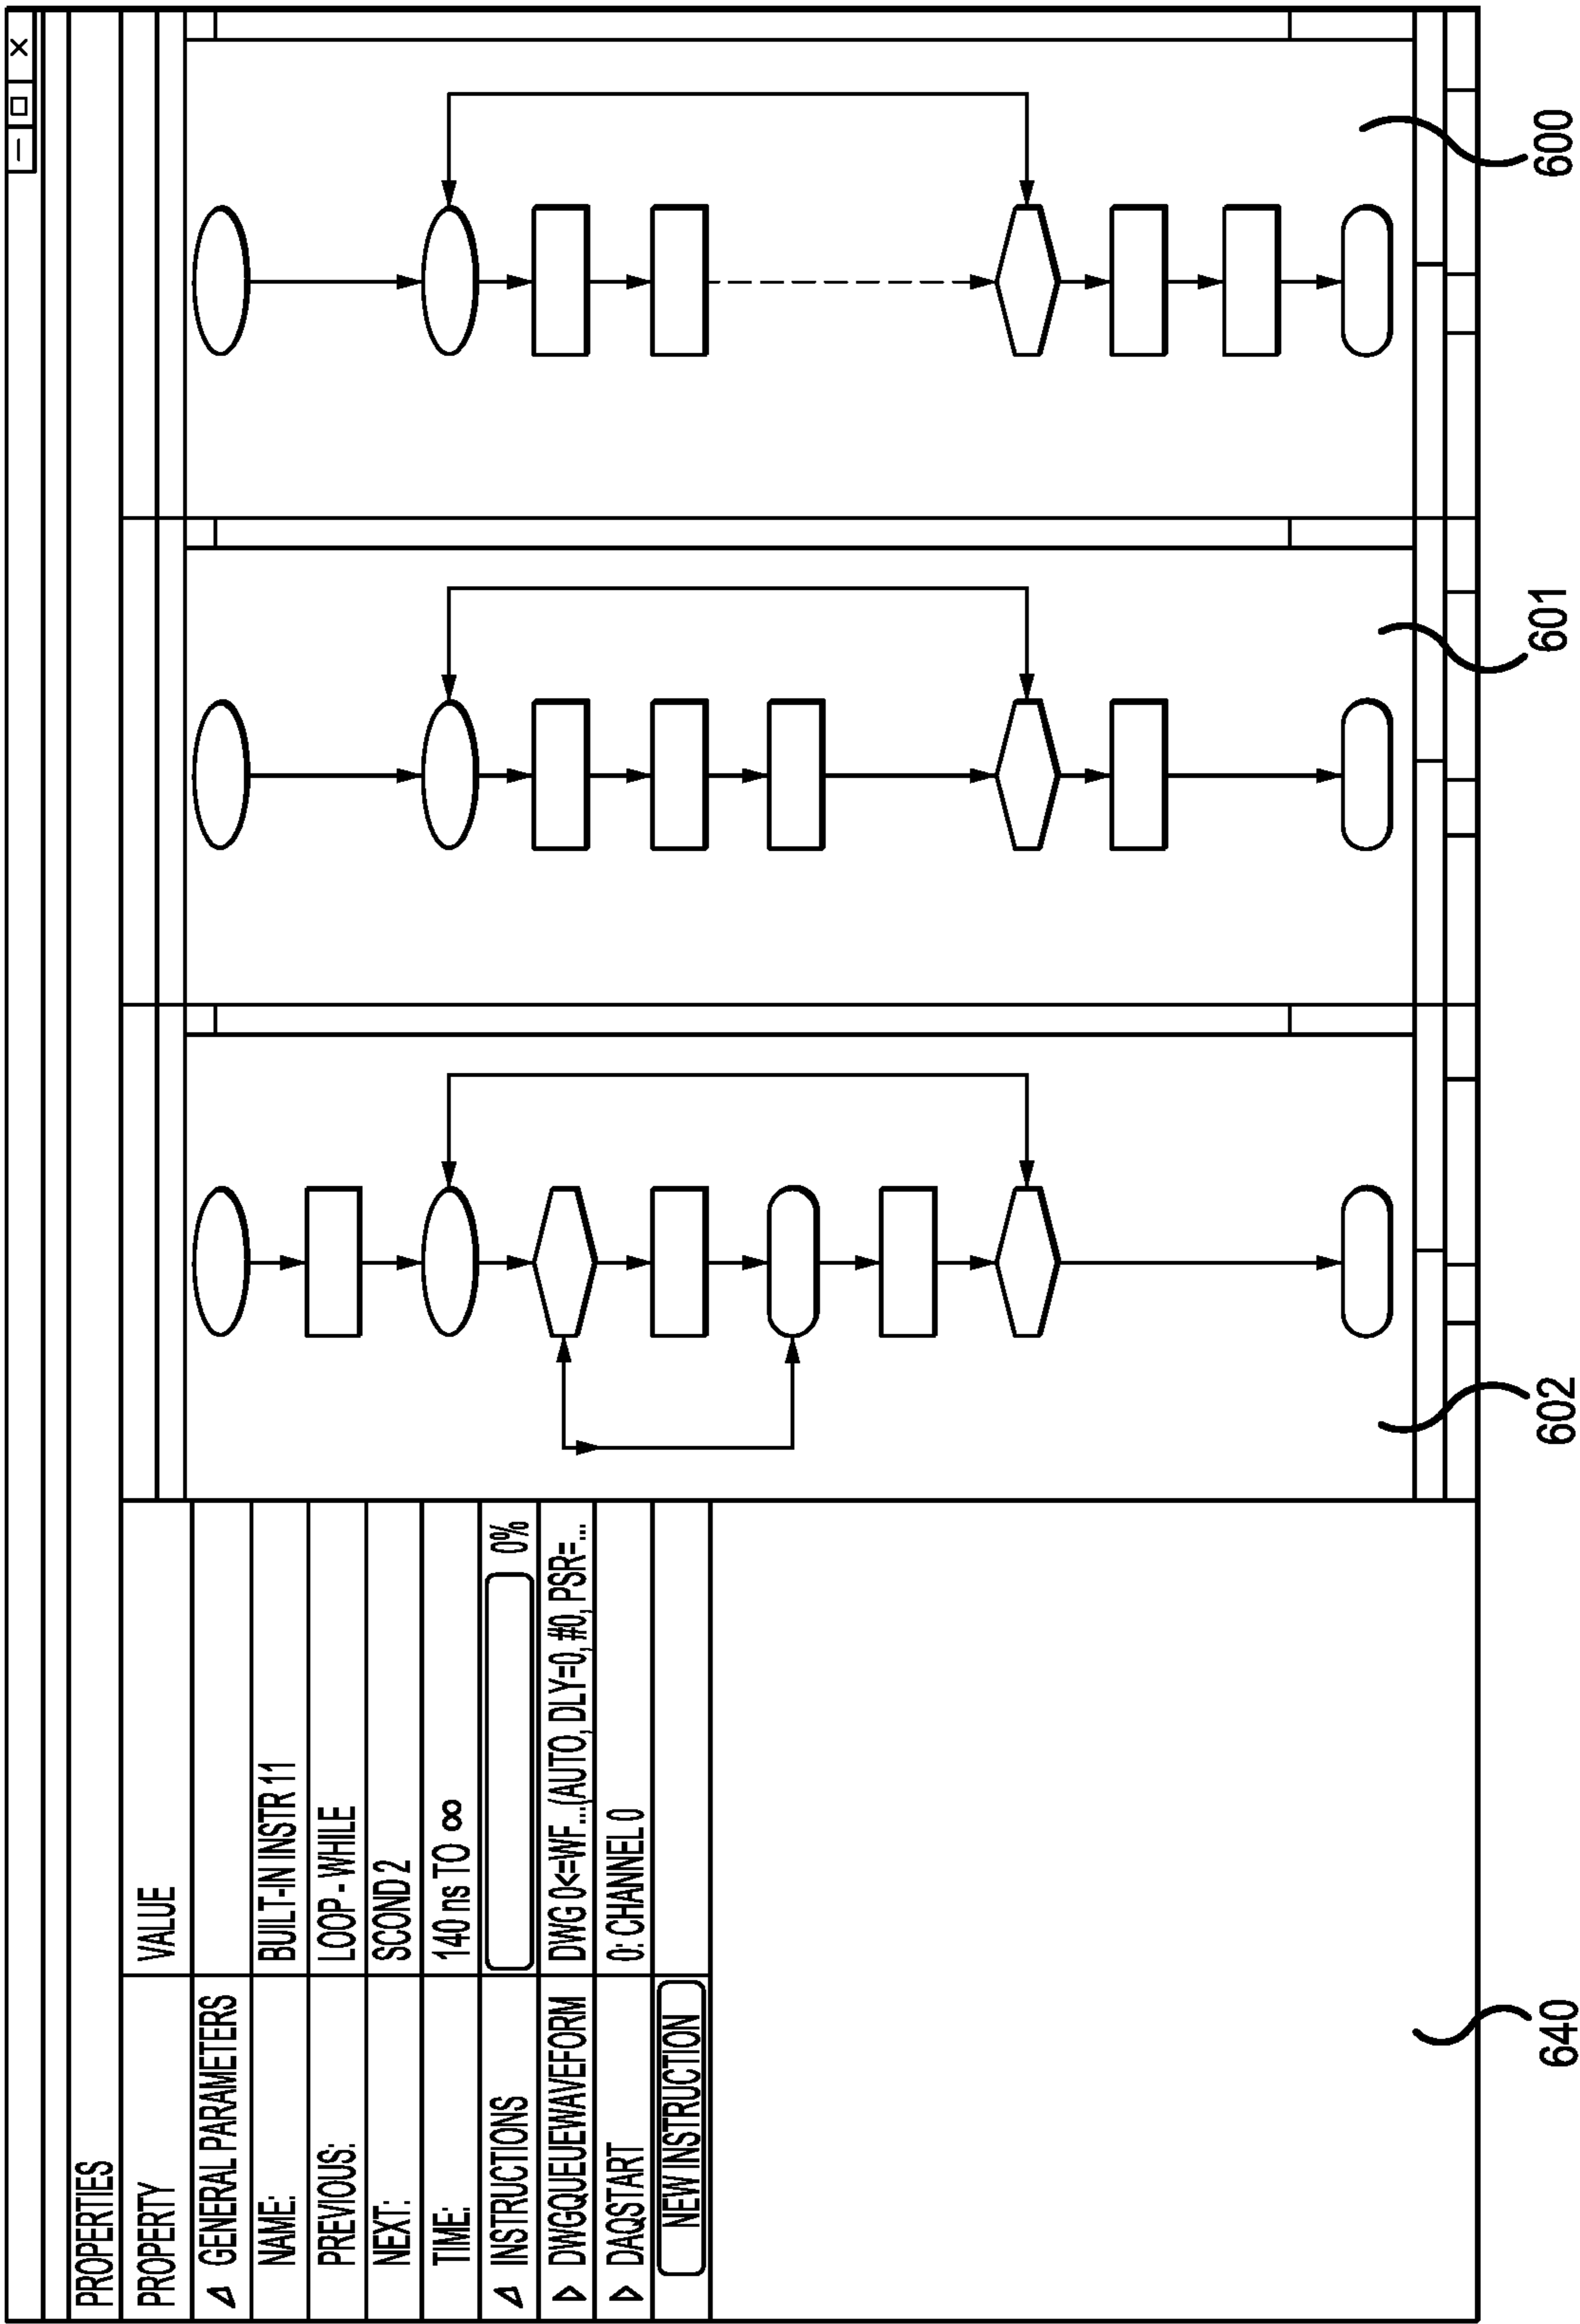 PROPERTIES
PROPERTY VALUE
GENERAL PARAMETERS
NAME: BUILT-IN INSTR 11
PREVIOUS: LOOP - WHILE
NEXT: SCOND 2
TIME: 140 ns TO ∞
INSTRUCTIONS 0%
DWGQUEUEWAVEFORM DWG 0<=WF...(AUTO, DLY=0, #0, PSR=...
DAQSTART 0: CHANNEL 0
NEW INSTRUCTION
640
602
601
600